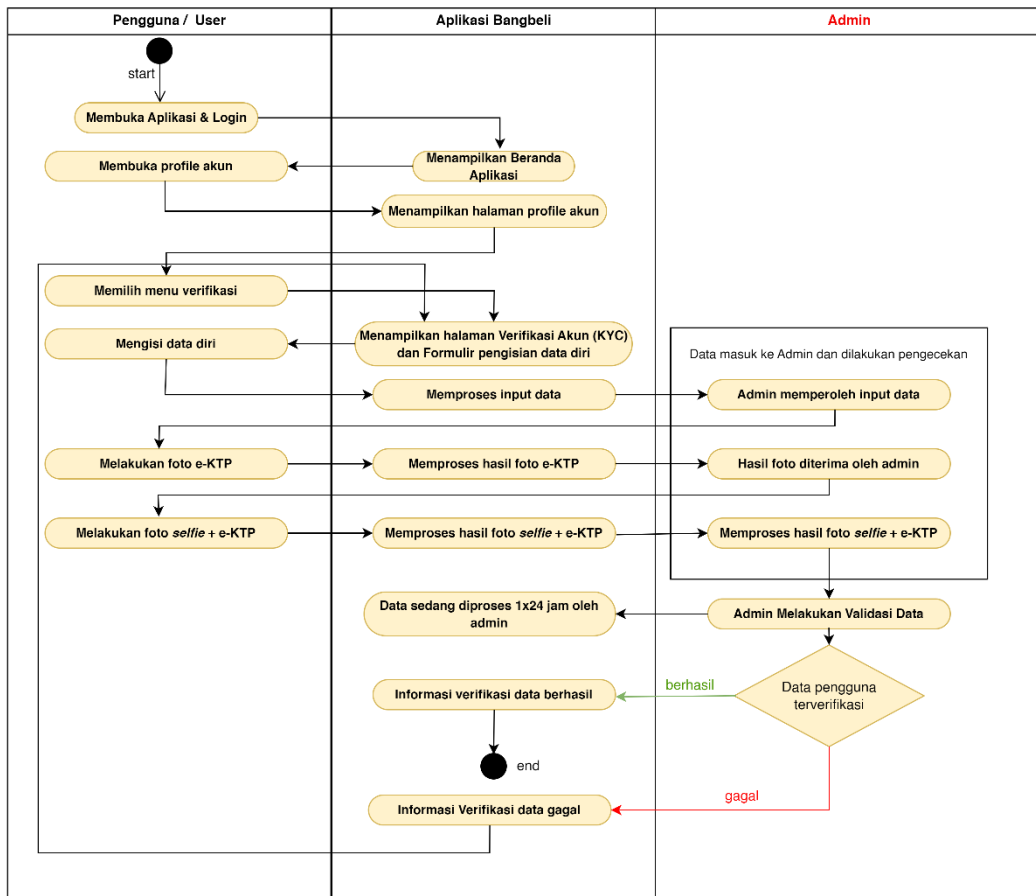 Pengguna / User
Aplikasi Bangbeli
Admin
start
Membuka Aplikasi & Login
Menampilkan Beranda
Aplikasi
Membuka profile akun
Menampilkan halaman profile akun
Memilih menu verifikasi
Menampilkan halaman Verifikasi Akun (KYC)
dan Formulir pengisian data diri
Mengisi data diri
Data masuk ke Admin dan dilakukan pengecekan
Memproses input data
Admin memperoleh input data
Melakukan foto e-KTP
Memproses hasil foto e-KTP
Hasil foto diterima oleh admin
Melakukan foto selfie + e-KTP
Memproses hasil foto selfie + e-KTP
Memproses hasil foto selfie + e-KTP
Data sedang diproses 1x24 jam oleh
admin
Admin Melakukan Validasi Data
Informasi verifikasi data berhasil
berhasil
Data pengguna
terverifikasi
end
gagal
Informasi Verifikasi data gagal